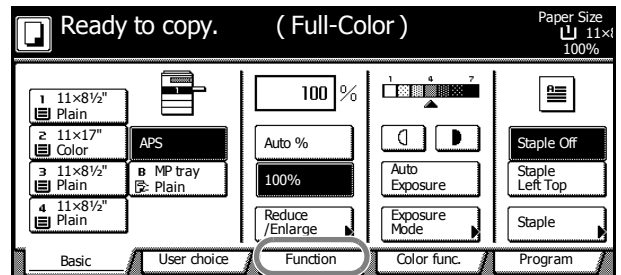 Ready to copy. ( Full-Color )
Paper Size
11×8
100%
1 11×8½"
Plain
2 11×17"
Color
3 11×8½"
Plain
4 11×8½"
Plain
1
APS
B MP tray
Plain
100 %
Auto %
100%
Reduce
/Enlarge
1 4 7
Auto
Exposure
Exposure
Mode
A
Staple Off
Staple
Left Top
Staple
Basic
User choice
Function
Color func.
Program